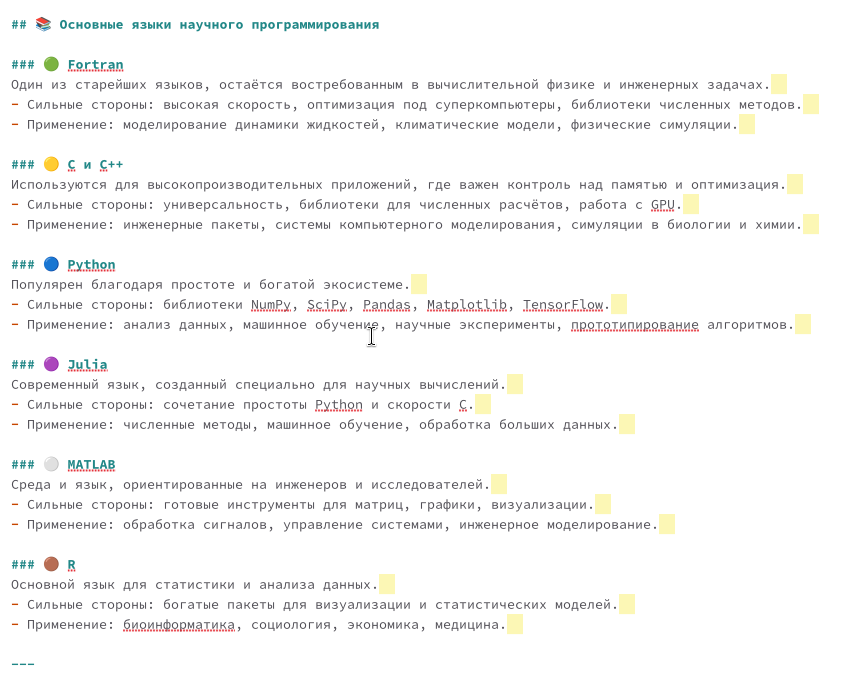 ## 📚 Основные языки научного программирования
### 🟢 Fortran
Один из старейших языков, остаётся востребованным в вычислительной физике и инженерных задачах.
- Сильные стороны: высокая скорость, оптимизация под суперкомпьютеры, библиотеки численных методов.
- Применение: моделирование динамики жидкостей, климатические модели, физические симуляции.
### 🟡 C и C++
Используются для высокопроизводительных приложений, где важен контроль над памятью и оптимизация.
- Сильные стороны: универсальность, библиотеки для численных расчётов, работа с GPU.
- Применение: инженерные пакеты, системы компьютерного моделирования, симуляции в биологии и химии.
### 🔵 Python
Популярен благодаря простоте и богатой экосистеме.
- Сильные стороны: библиотеки NumPy, SciPy, Pandas, Matplotlib, TensorFlow.
- Применение: анализ данных, машинное обучение, научные эксперименты, прототипирование алгоритмов.
### 🟣 Julia
Современный язык, созданный специально для научных вычислений.
- Сильные стороны: сочетание простоты Python и скорости C.
- Применение: численные методы, машинное обучение, обработка больших данных.
### ⚪ MATLAB
Среда и язык, ориентированные на инженеров и исследователей.
- Сильные стороны: готовые инструменты для матриц, графики, визуализации.
- Применение: обработка сигналов, управление системами, инженерное моделирование.
### 🟤 R
Основной язык для статистики и анализа данных.
- Сильные стороны: богатые пакеты для визуализации и статистических моделей.
- Применение: биоинформатика, социология, экономика, медицина.
---